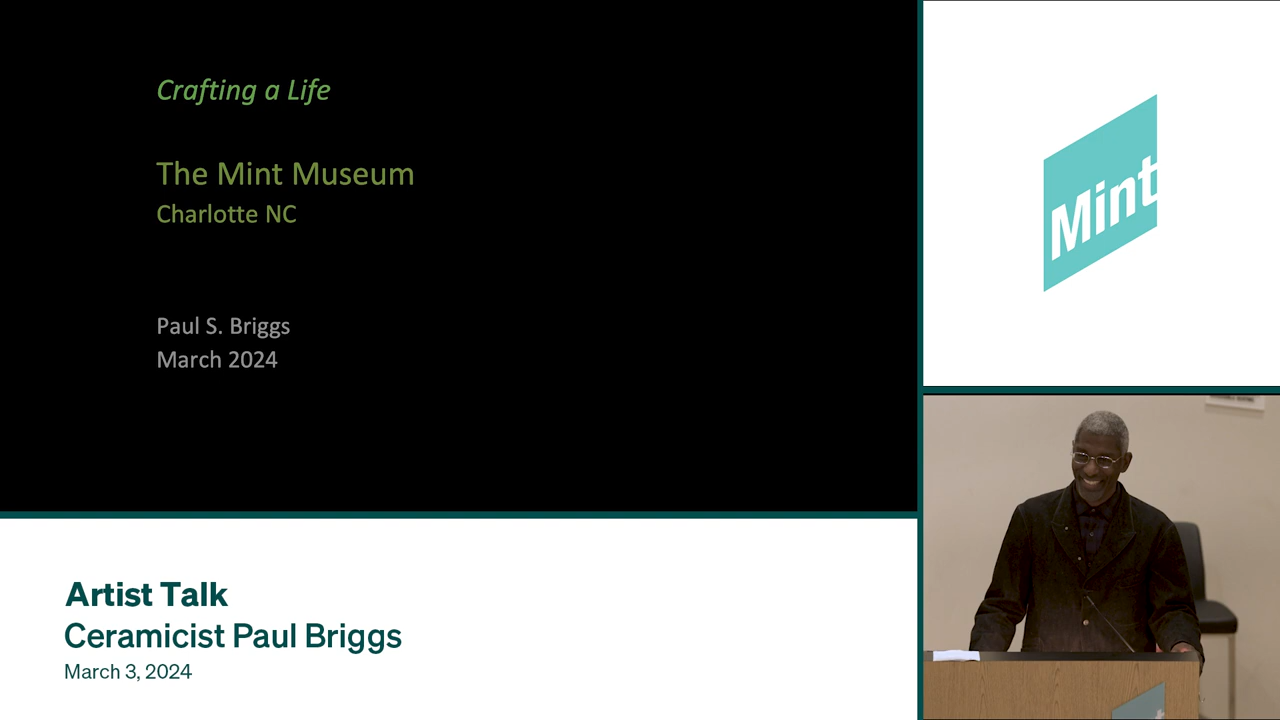 Crafting a Life
The Mint Museum
Charlotte NC
Paul S. Briggs
March 2024
Artist Talk
Ceramicist Paul Briggs
March 3, 2024
Mint